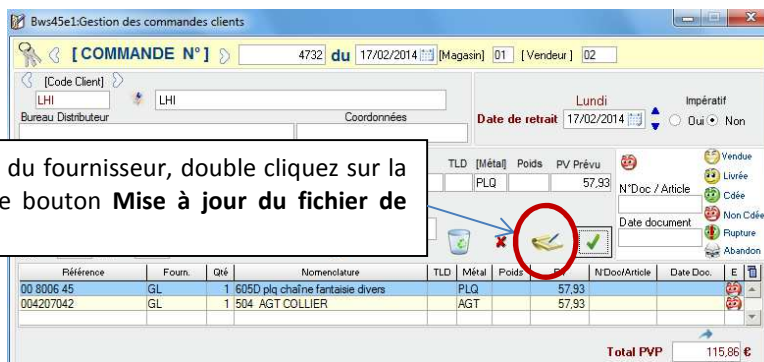 Bws45e1:Gestion des commandes clients
[COMMANDE N°] 4732 du 17/02/2014 [Magasin] 01 [Vendeur] 02
[Code Client]
LHI LHI
Bureau Distributeur Coordonnées
Lundi Impératif
Date de retrait 17/02/2014 Oui Non
du fournisseur, double cliquez sur la
e bouton Mise à jour du fichier de
TLD [Métal] Poids PV Prévu
PLQ 57,93
N°Doc / Article
Date document
Vendue
Livrée
Cdée
Non Cdée
Rupture
Abandon
Référence Fourn. Qté Nomenclature TLD Métal Poids N'Doc/Article Date Doc. E
00 8006 45 GL 1 605D plq chaîne fantaisie divers PLQ 57,93
004207042 GL 1 504 AGT COLLIER AGT 57,93
Total PVP 115,86 €